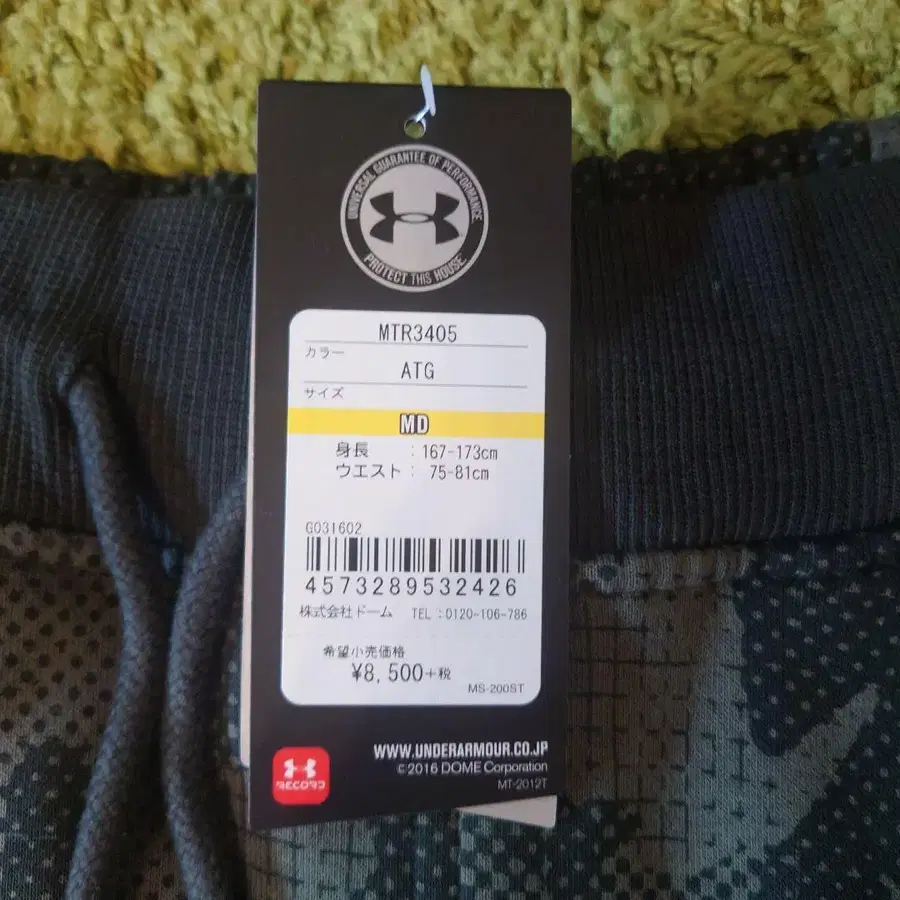 UNIVERSAL GUARANTEE OF PERFORMANCE
PROTECT THIS HOUSE
MTR3405
カラー
ATG
サイズ
MD
身長 : 167-173cm
ウエスト : 75-81cm
G031602
4573289532426
株式会社ドーム TEL:0120-106-786
希望小売価格
¥8,500+税
MS-200ST
WWW.UNDERARMOUR.CO.JP
©2016 DOME Corporation
MT-2012T
RECORD